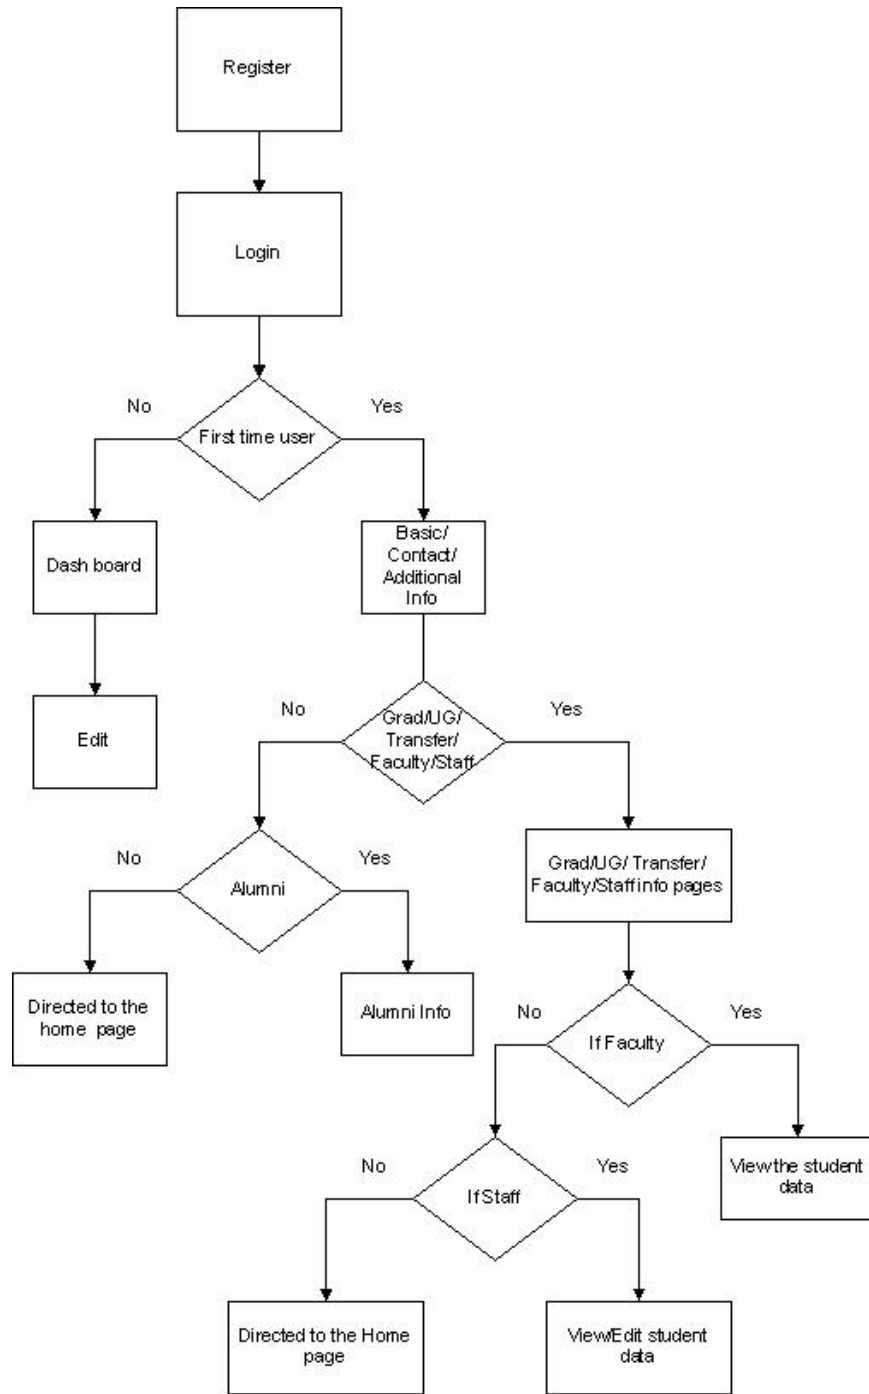 Register
Login
No
Yes
First time user
Dash board
Basic/
Contact/
Additional
Info
Edit
No
Yes
Grad/UG/
Transfer/
Faculty/Staff
No
Yes
Alumni
Grad/UG/ Transfer/
Faculty/Staff info pages
Directed to the
home page
Alumni Info
No
Yes
If Faculty
No
Yes
If Staff
View the student
data
Directed to the Home
page
View/Edit student
data